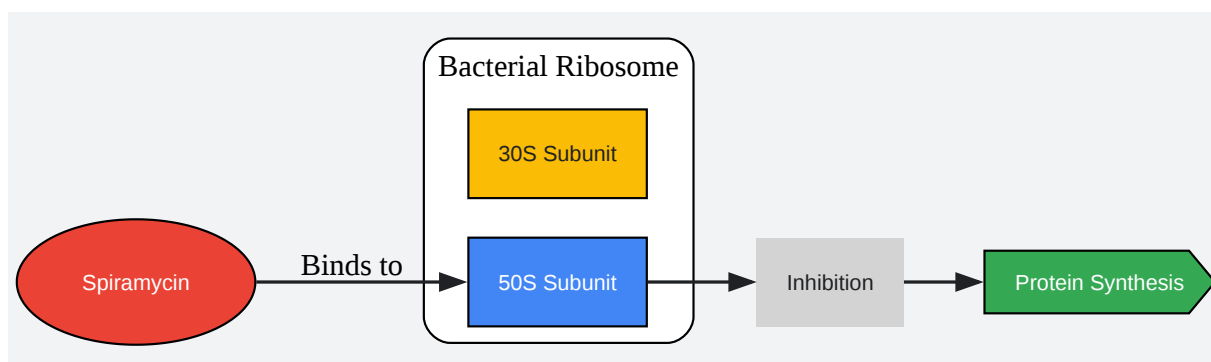 Bacterial Ribosome
30S Subunit
Spiramycin
Binds to
50S Subunit
Inhibition
Protein Synthesis